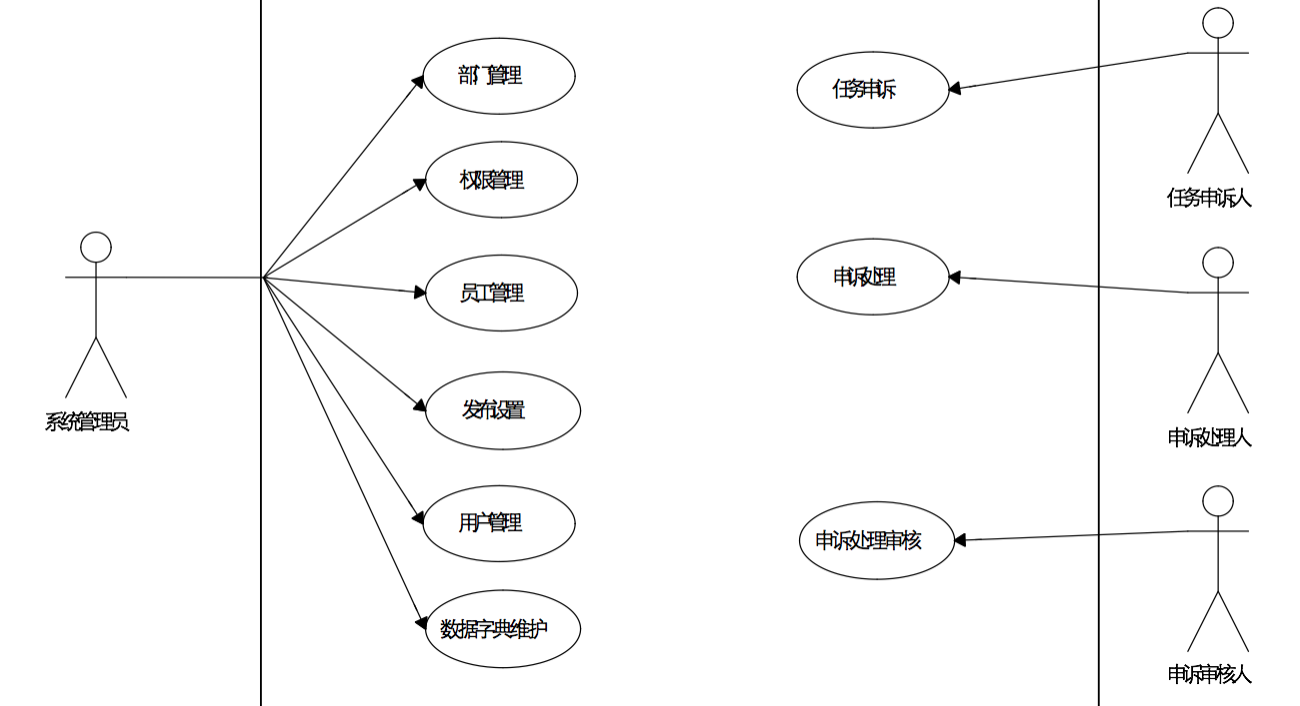 部门管理
权限管理
员工管理
发布设置
用户管理
数据字典维护
系统管理员
任务申诉
申诉处理
申诉处理审核
任务申诉人
申诉处理人
申诉审核人